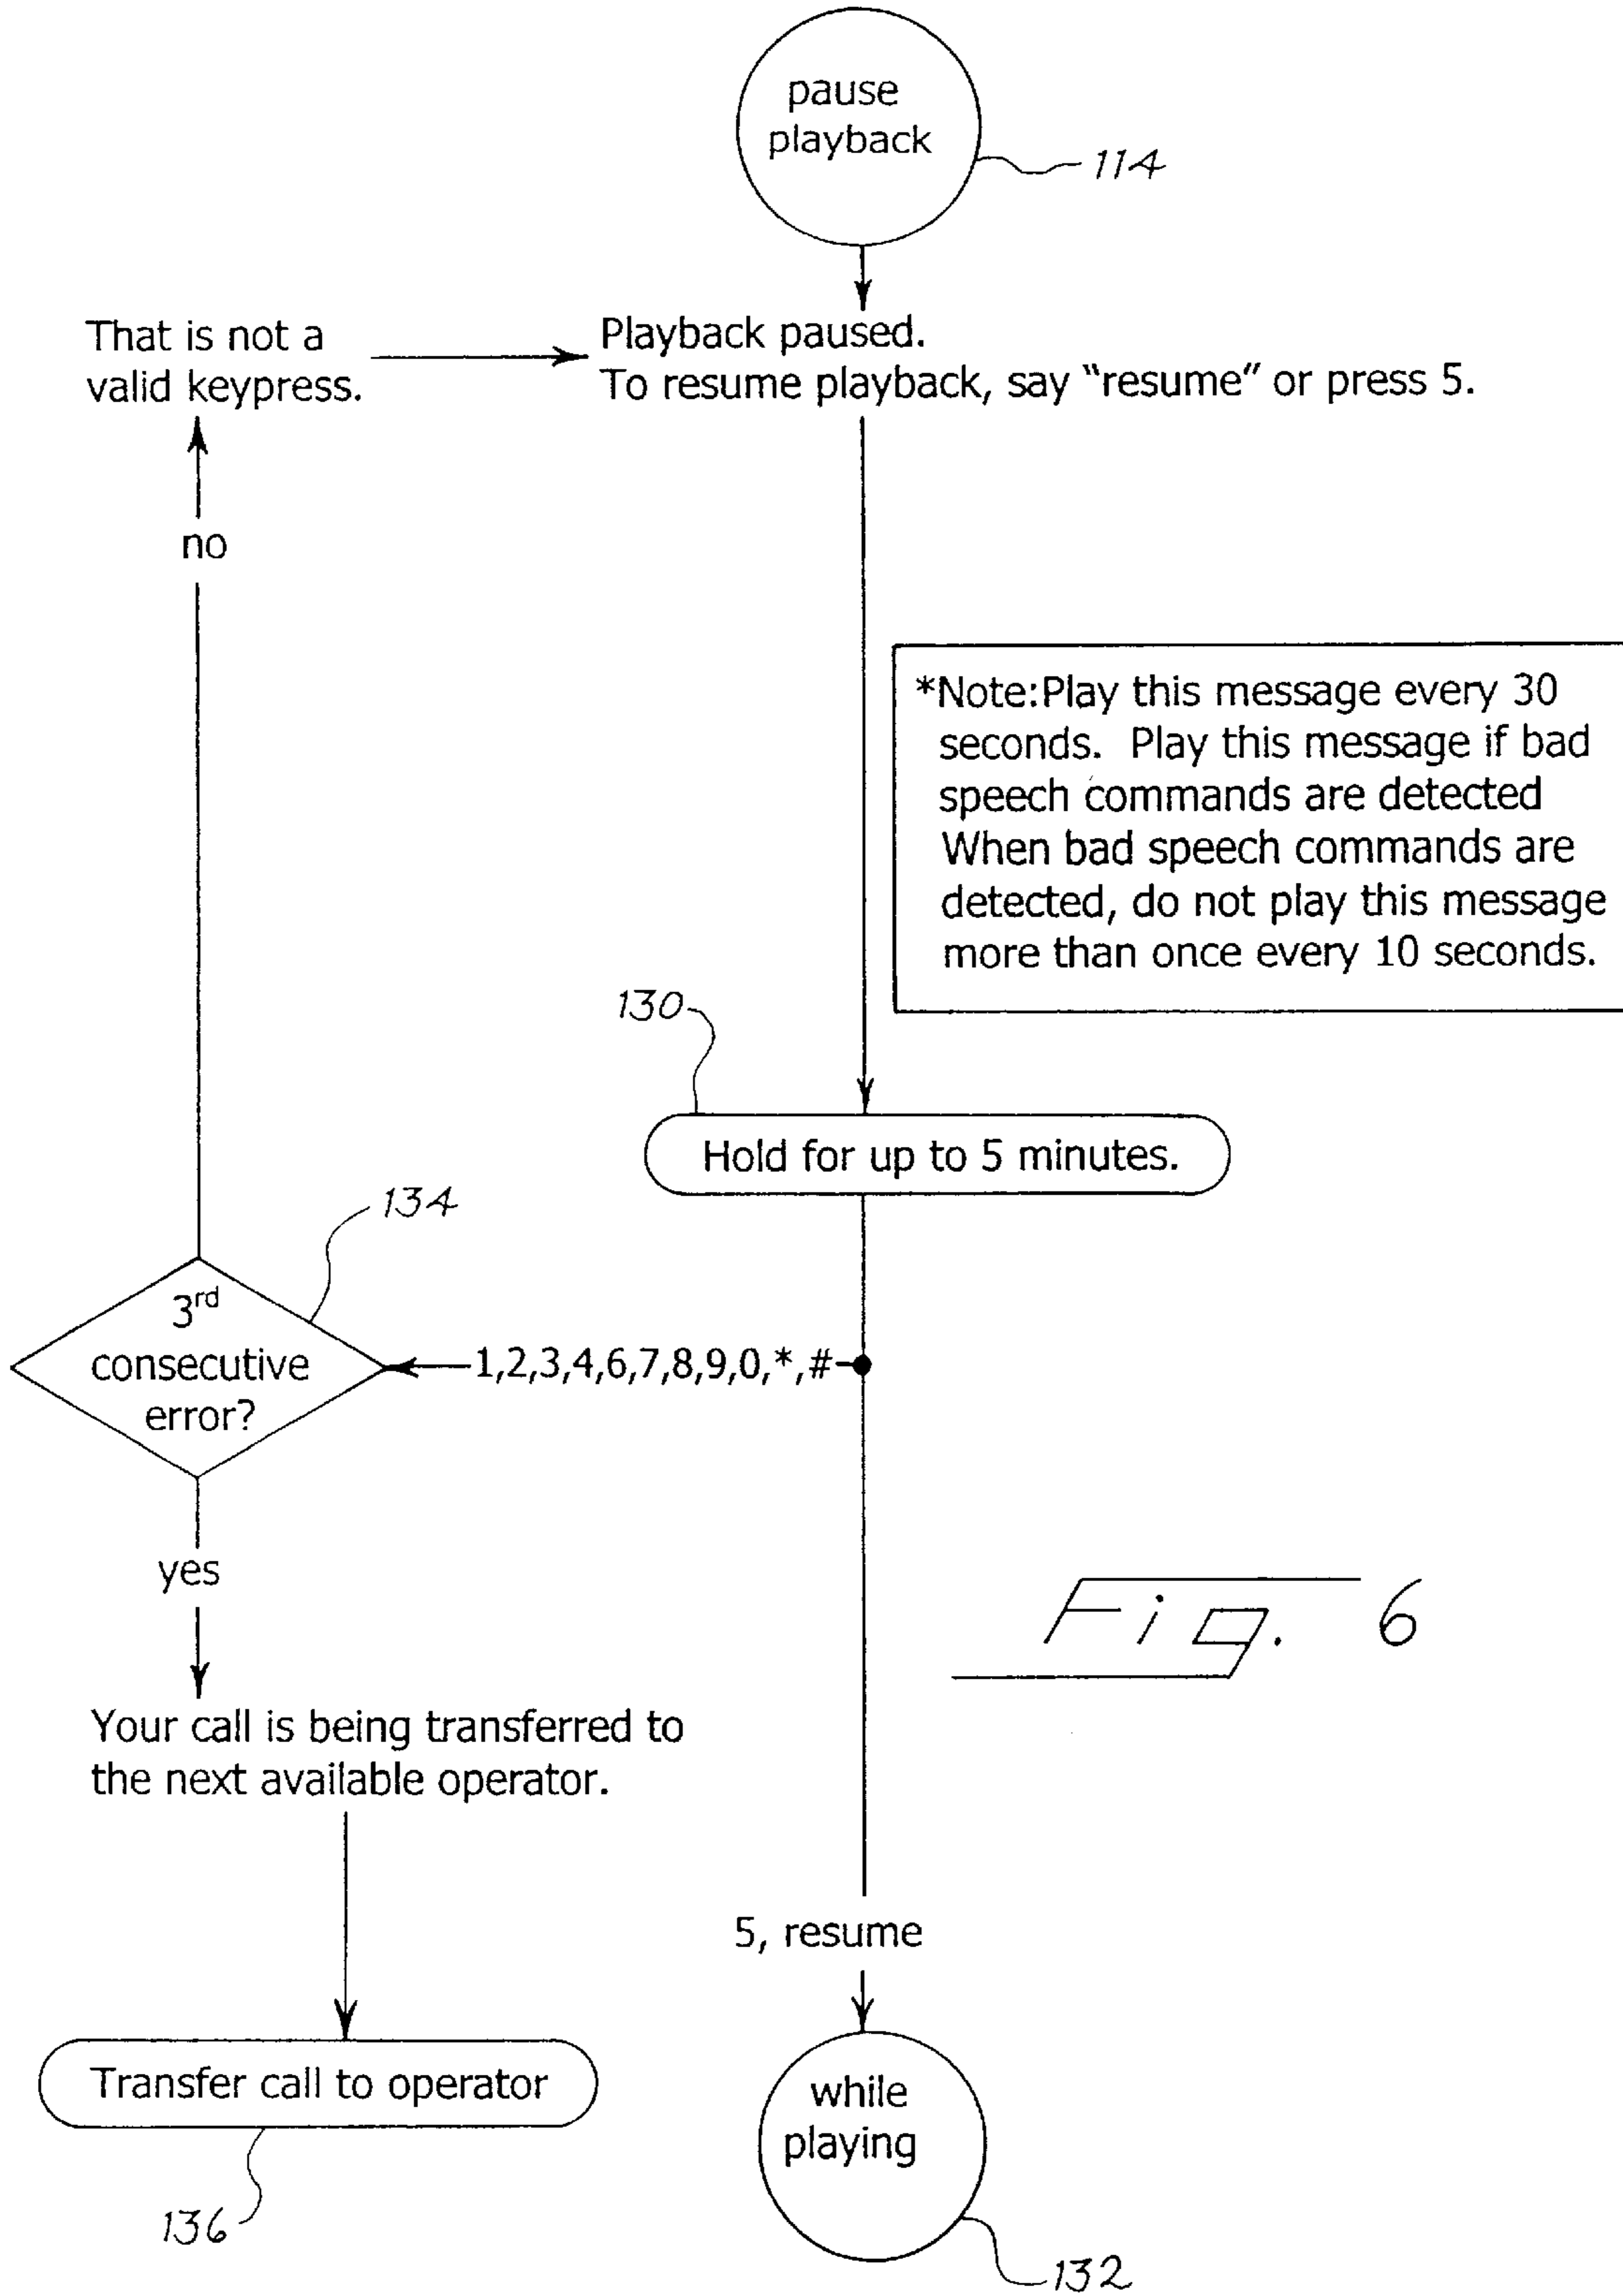 pause
playback
114
That is not a
valid keypress.
Playback paused.
To resume playback, say “resume” or press 5.
no
*Note:Play this message every 30
seconds. Play this message if bad
speech commands are detected
When bad speech commands are
detected, do not play this message
more than once every 10 seconds.
130
Hold for up to 5 minutes.
134
3rd
consecutive
error?
1,2,3,4,6,7,8,9,0,*,#
yes
Fig. 6
Your call is being transferred to
the next available operator.
5, resume
Transfer call to operator
while
playing
136
132